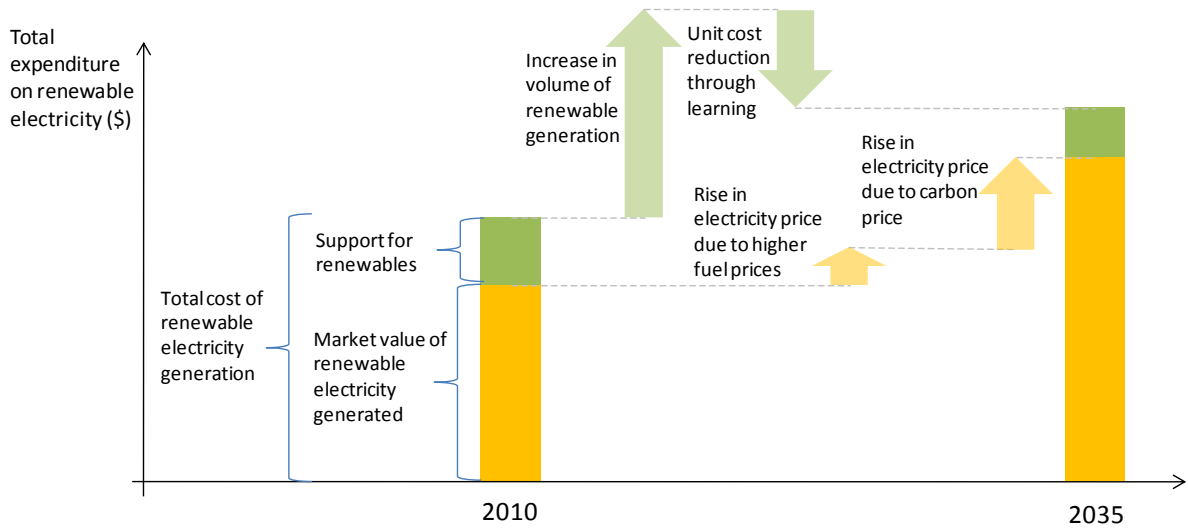 Total
expenditure
on renewable
electricity ($)
Increase in
volume of
renewable
generation
Unit cost
reduction
through
learning
Rise in
electricity price
due to carbon
price
Rise in
electricity price
due to higher
fuel prices
Support for
renewables
Total cost of
renewable
electricity
generation
Market value of
renewable
electricity
generated
2010
2035